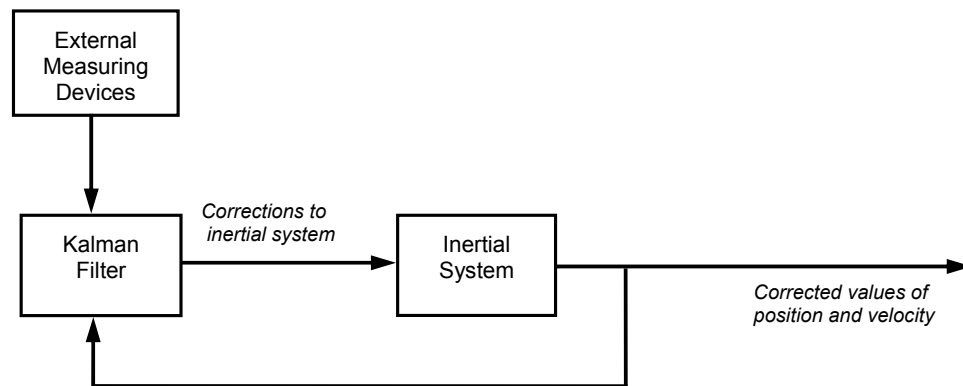 External
Measuring
Devices
Corrections to
inertial system
Kalman
Filter
Inertial
System
Corrected values of
position and velocity